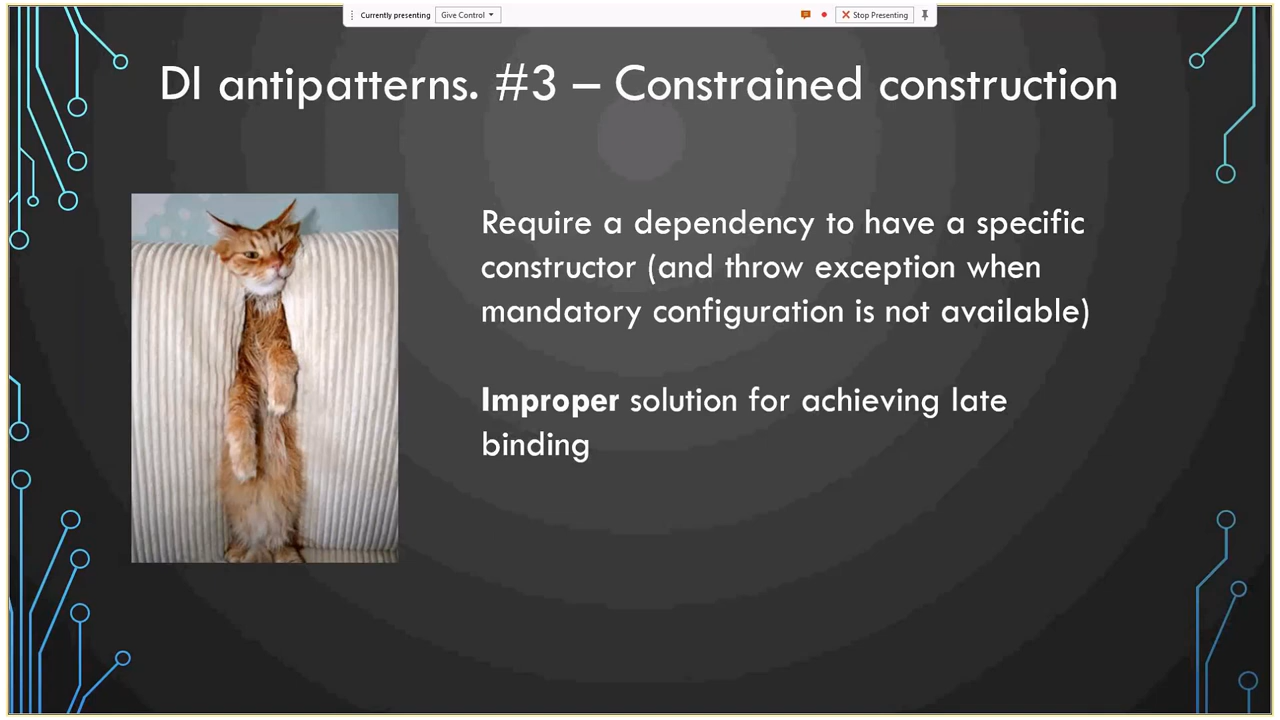 Currently presenting Give Control Stop Presenting
DI antipatterns. #3 – Constrained construction
Require a dependency to have a specific
constructor (and throw exception when
mandatory configuration is not available)
Improper solution for achieving late
binding